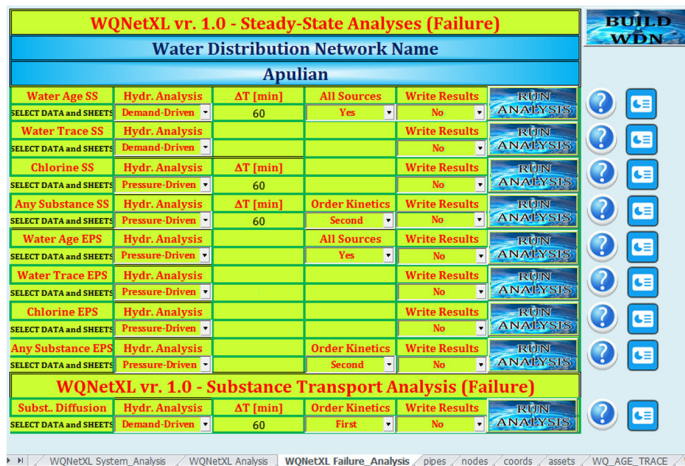 WQNetXL vr. 1.0 - Steady-State Analyses (Failure)
BUILD WDN
Water Distribution Network Name
Apulian
Water Age SS Hydr. Analysis ΔT [min] All Sources Write Results RUN
SELECT DATA and SHEETS Demand-Driven 60 Yes No ANALYSIS
Water Trace SS Hydr. Analysis Write Results RUN
SELECT DATA and SHEETS Demand-Driven No ANALYSIS
Chlorine SS Hydr. Analysis ΔT [min] Write Results RUN
SELECT DATA and SHEETS Pressure-Driven 60 No ANALYSIS
Any Substance SS Hydr. Analysis ΔT [min] Order Kinetics Write Results RUN
SELECT DATA and SHEETS Pressure-Driven 60 Second No ANALYSIS
Water Age EPS Hydr. Analysis All Sources Write Results RUN
SELECT DATA and SHEETS Pressure-Driven Yes No ANALYSIS
Water Trace EPS Hydr. Analysis Write Results RUN
SELECT DATA and SHEETS Pressure-Driven No ANALYSIS
Chlorine EPS Hydr. Analysis Write Results RUN
SELECT DATA and SHEETS Pressure-Driven No ANALYSIS
Any Substance EPS Hydr. Analysis Order Kinetics Write Results RUN
SELECT DATA and SHEETS Pressure-Driven Second No ANALYSIS
WQNetXL vr. 1.0 - Substance Transport Analysis (Failure)
Subst.. Diffusion Hydr. Analysis ΔT [min] Order Kinetics Write Results RUN
SELECT DATA and SHEETS Demand-Driven 60 First No ANALYSIS
WQNetXL System_Analysis WQNetXL Analysis WQNetXL Failure_Analysis pipes nodes coords assets WQ_AGE_TRACE